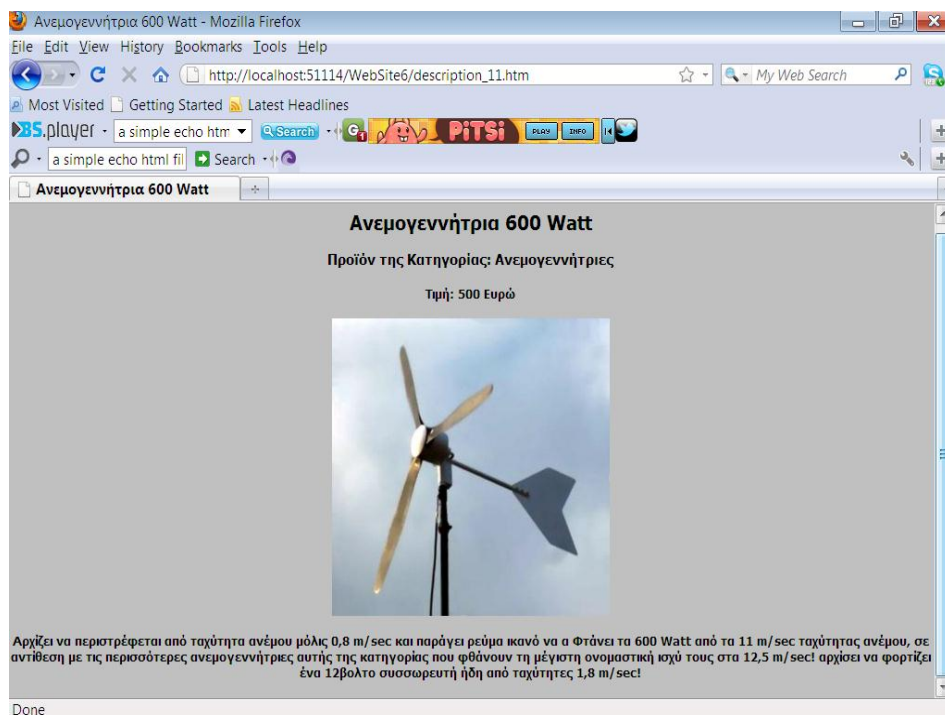 Ανεμογεννήτρια 600 Watt - Mozilla Firefox
File Edit View History Bookmarks Tools Help
http://localhost:51114/WebSite6/description_11.htm
My Web Search
Most Visited Getting Started Latest Headlines
BS.player a simple echo htm Search PiTSi PLAY INFO
a simple echo html fil Search
Ανεμογεννήτρια 600 Watt
Ανεμογεννήτρια 600 Watt
Προϊόν της Κατηγορίας: Ανεμογεννήτριες
Τιμή: 500 Ευρώ
Αρχίζει να περιστρέφεται από ταχύτητα ανέμου μόλις 0,8 m/sec και παράγει ρεύμα ικανό να α Φτάνει τα 600 Watt από τα 11 m/sec ταχύτητας ανέμου, σε
αντίθεση με τις περισσότερες ανεμογεννήτριες αυτής της κατηγορίας που φθάνουν τη μέγιστη ονομαστική ισχύ τους στα 12,5 m/sec! αρχίσει να φορτίζει
ένα 12βολτο συσσωρευτή ήδη από ταχύτητες 1,8 m/sec!
Done